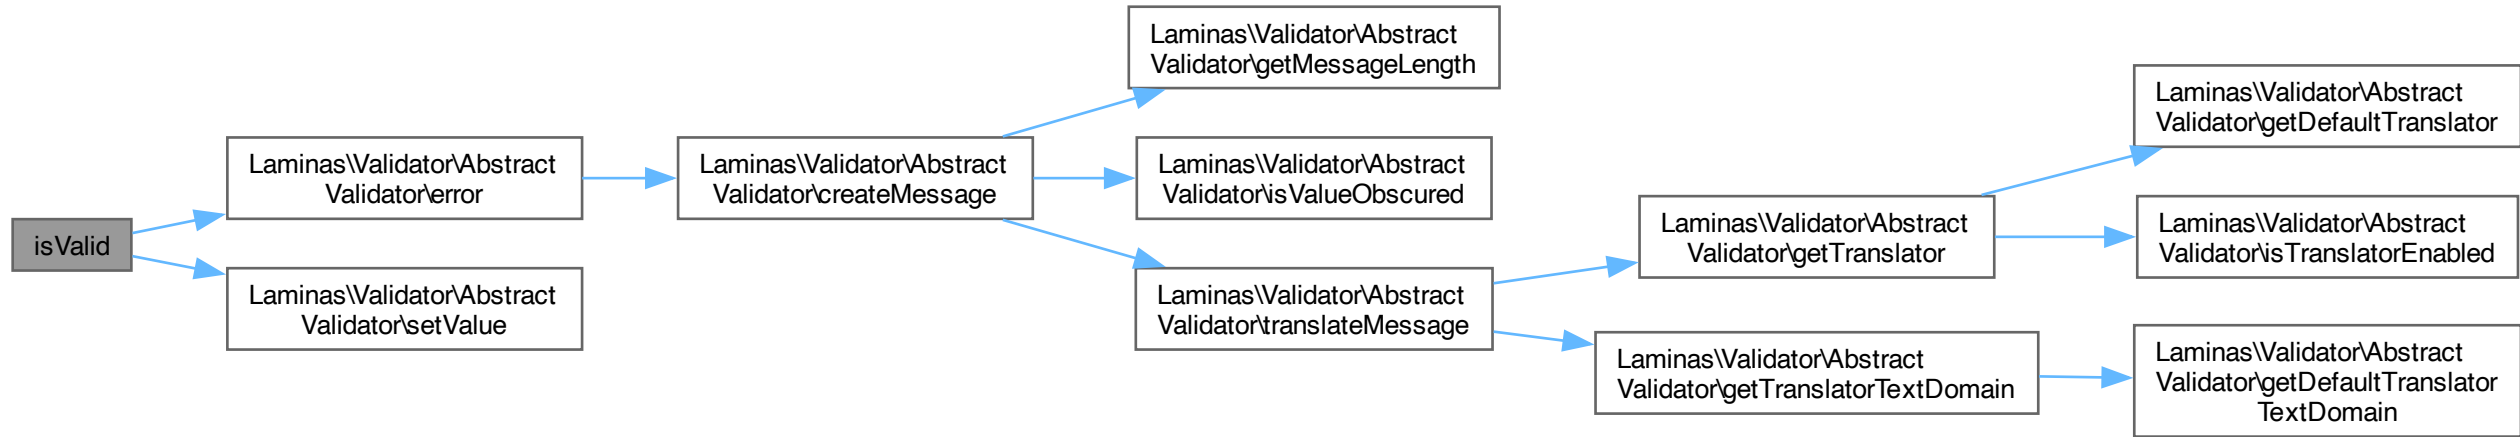 isValid
Laminas\Validator\Abstract
Validator\error
Laminas\Validator\Abstract
Validator\setValue
Laminas\Validator\Abstract
Validator\createMessage
Laminas\Validator\Abstract
Validator\getMessageLength
Laminas\Validator\Abstract
Validator\isValueObscured
Laminas\Validator\Abstract
Validator\translateMessage
Laminas\Validator\Abstract
Validator\getTranslator
Laminas\Validator\Abstract
Validator\getTranslatorTextDomain
Laminas\Validator\Abstract
Validator\getDefaultTranslator
Laminas\Validator\Abstract
Validator\isTranslatorEnabled
Laminas\Validator\Abstract
Validator\getDefaultTranslator
TextDomain